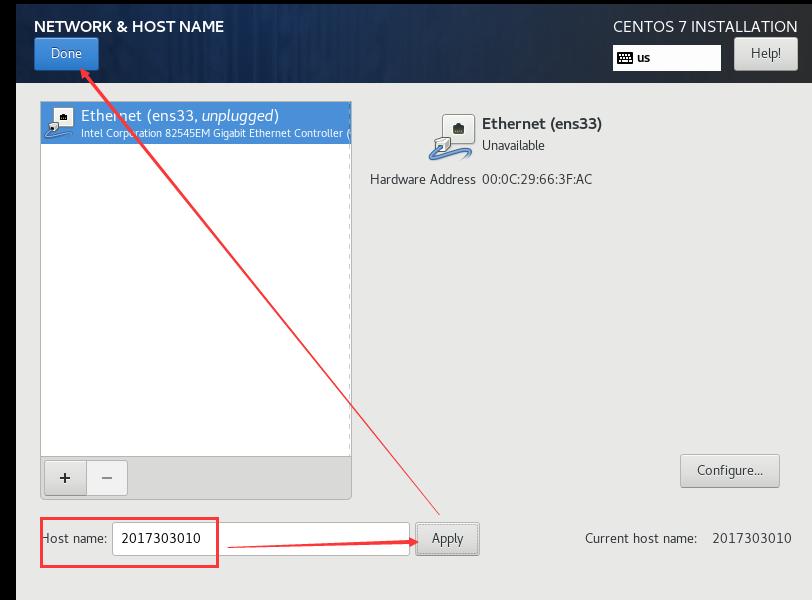 NETWORK & HOST NAME
CENTOS 7 INSTALLATION
Done
us
Help!
Ethernet (ens33, unplugged)
Intel Corporation 82545EM Gigabit Ethernet Controller (
Ethernet (ens33)
Unavailable
Hardware Address 00:0C:29:66:3F:AC
+ −
Configure...
Host name: 2017303010
Apply
Current host name: 2017303010